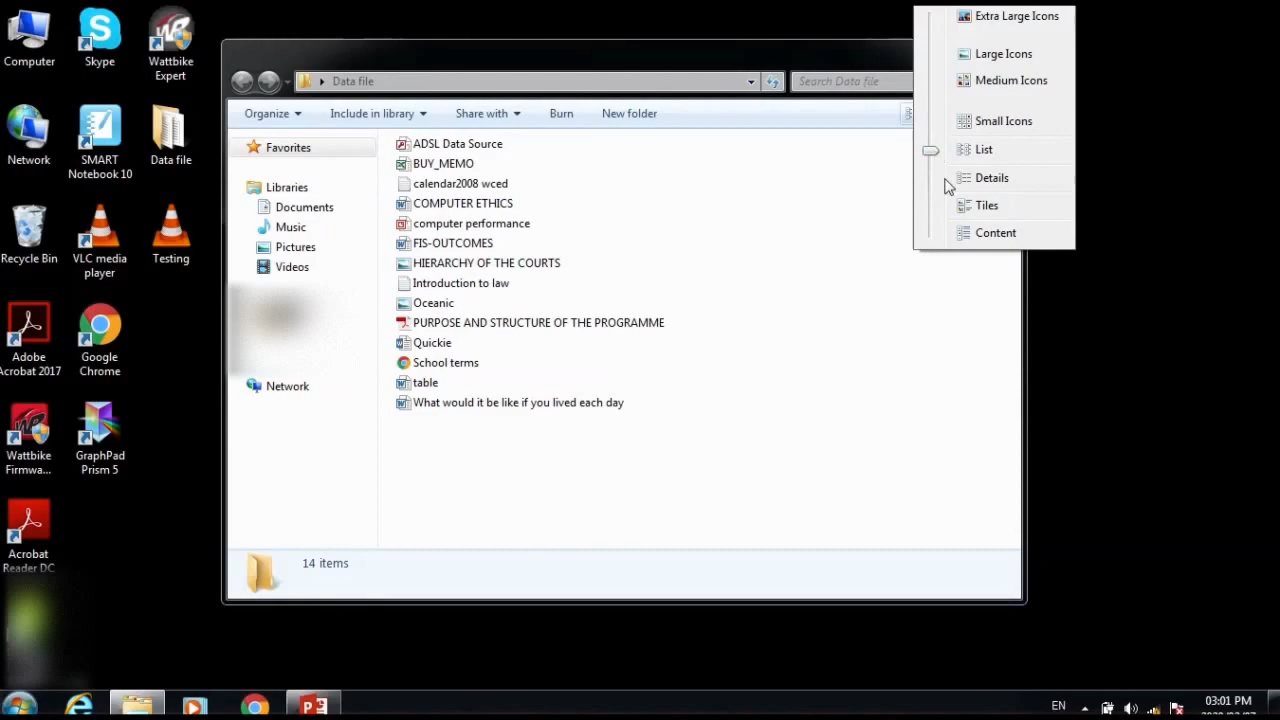 Computer
Skype
Wattbike
Expert
Network
SMART
Notebook 10
Data file
Recycle Bin
VLC media
player
Testing
Adobe
Acrobat 2017
Google
Chrome
Wattbike
Firmwa...
GraphPad
Prism 5
Acrobat
Reader DC
Data file
Search Data file
Organize
Include in library
Share with
Burn
New folder
Favorites
Libraries
Documents
Music
Pictures
Videos
Network
ADSL Data Source
BUY_MEMO
calendar2008 wced
COMPUTER ETHICS
computer performance
FIS-OUTCOMES
HIERARCHY OF THE COURTS
Introduction to law
Oceanic
PURPOSE AND STRUCTURE OF THE PROGRAMME
Quickie
School terms
table
What would it be like if you lived each day
14 items
Extra Large Icons
Large Icons
Medium Icons
Small Icons
List
Details
Tiles
Content
EN
03:01 PM